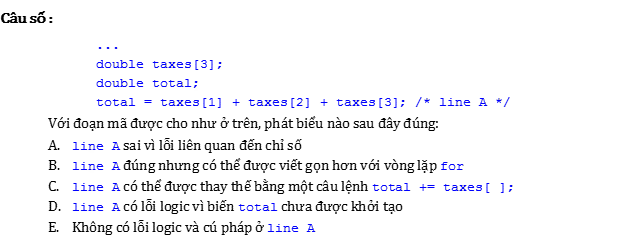 Câu số :
...
double taxes[3];
double total;
total = taxes[1] + taxes[2] + taxes[3]; /* line A */
Với đoạn mã được cho như ở trên, phát biểu nào sau đây đúng:
A. line A sai vì lỗi liên quan đến chỉ số
B. line A đúng nhưng có thể được viết gọn hơn với vòng lặp for
C. line A có thể được thay thế bằng một câu lệnh total += taxes[ ];
D. line A có lỗi logic vì biến total chưa được khởi tạo
E. Không có lỗi logic và cú pháp ở line A